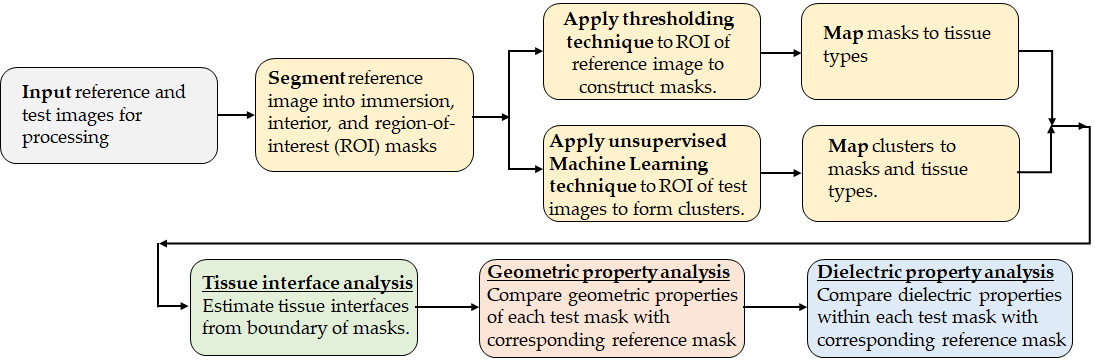 Input reference and
test images for
processing
Segment reference
image into immersion,
interior, and region-of-
interest (ROI) masks
Apply thresholding
technique to ROI of
reference image to
construct masks.
Map masks to tissue
types
Apply unsupervised
Machine Learning
technique to ROI of test
images to form clusters.
Map clusters to
masks and tissue
types.
Tissue interface analysis
Estimate tissue interfaces
from boundary of masks.
Geometric property analysis
Compare geometric properties
of each test mask with
corresponding reference mask
Dielectric property analysis
Compare dielectric properties
within each test mask with
corresponding reference mask